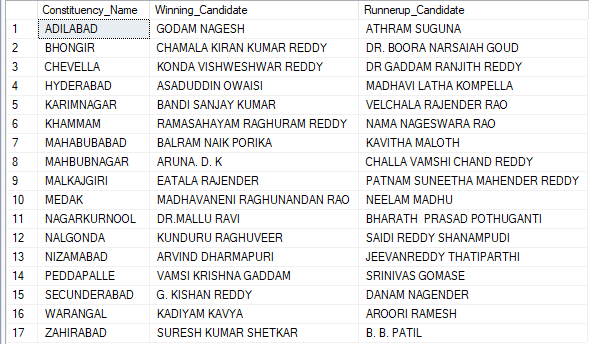 Constituency_Name Winning_Candidate Runnerup_Candidate
1 ADILABAD GODAM NAGESH ATHRAM SUGUNA
2 BHONGIR CHAMALA KIRAN KUMAR REDDY DR. BOORA NARSAIAH GOUD
3 CHEVELLA KONDA VISHWESHWAR REDDY DR GADDAM RANJITH REDDY
4 HYDERABAD ASADUDDIN OWAISI MADHAVI LATHA KOMPELLA
5 KARIMNAGAR BANDI SANJAY KUMAR VELCHALA RAJENDER RAO
6 KHAMMAM RAMASAHAYAM RAGHURAM REDDY NAMA NAGESWARA RAO
7 MAHABUBABAD BALRAM NAIK PORIKA KAVITHA MALOTH
8 MAHBUBNAGAR ARUNA. D. K CHALLA VAMSHI CHAND REDDY
9 MALKAJGIRI EATALA RAJENDER PATNAM SUNEETHA MAHENDER REDDY
10 MEDAK MADHAVANENI RAGHUNANDAN RAO NEELAM MADHU
11 NAGARKURNOOL DR.MALLU RAVI BHARATH  PRASAD POTHUGANTI
12 NALGONDA KUNDURU RAGHUVEER SAIDI REDDY SHANAMPUDI
13 NIZAMABAD ARVIND DHARMAPURI JEEVANREDDY THATIPARTHI
14 PEDDAPALLE VAMSI KRISHNA GADDAM SRINIVAS GOMASE
15 SECUNDERABAD G. KISHAN REDDY DANAM NAGENDER
16 WARANGAL KADIYAM KAVYA AROORI RAMESH
17 ZAHIRABAD SURESH KUMAR SHETKAR B. B. PATIL